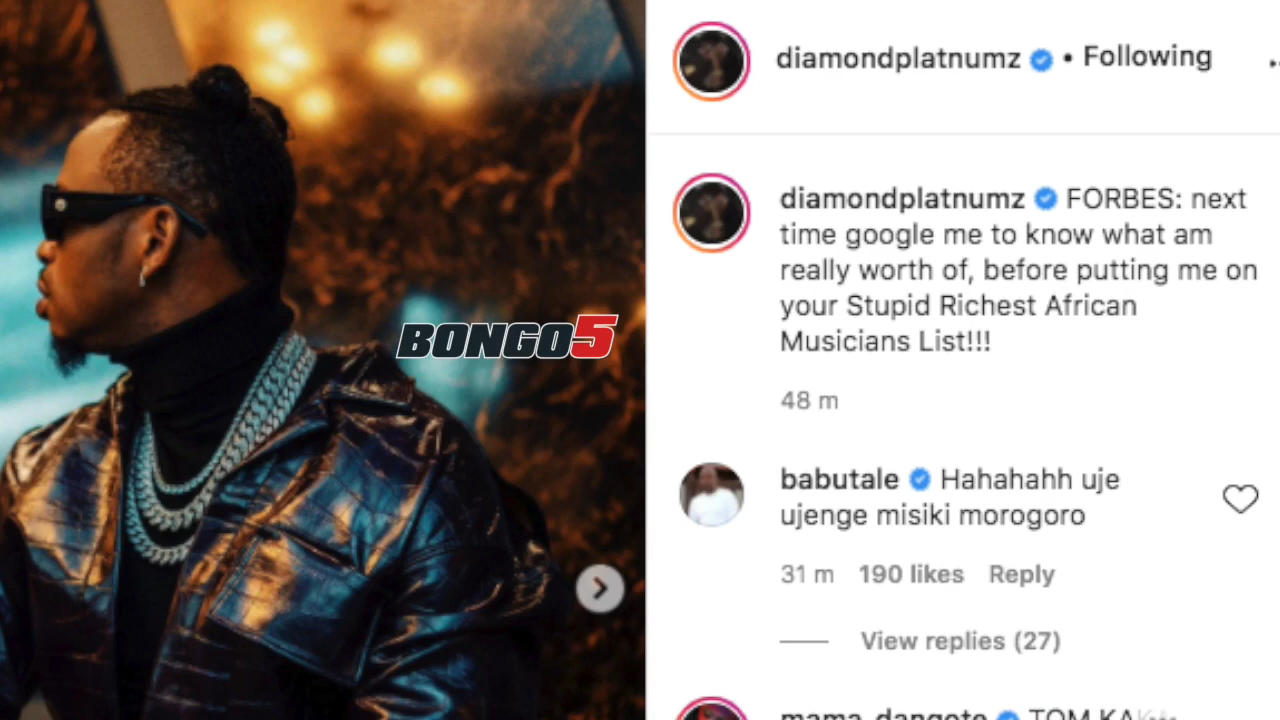 diamondplatnumz • Following
diamondplatnumz FORBES: next
time google me to know what am
really worth of, before putting me on
your Stupid Richest African
Musicians List!!!
48 m
BONGO5
babutale Hahahahh uje
ujenge misiki morogoro
31 m 190 likes Reply
View replies (27)
mama_dangote TOM